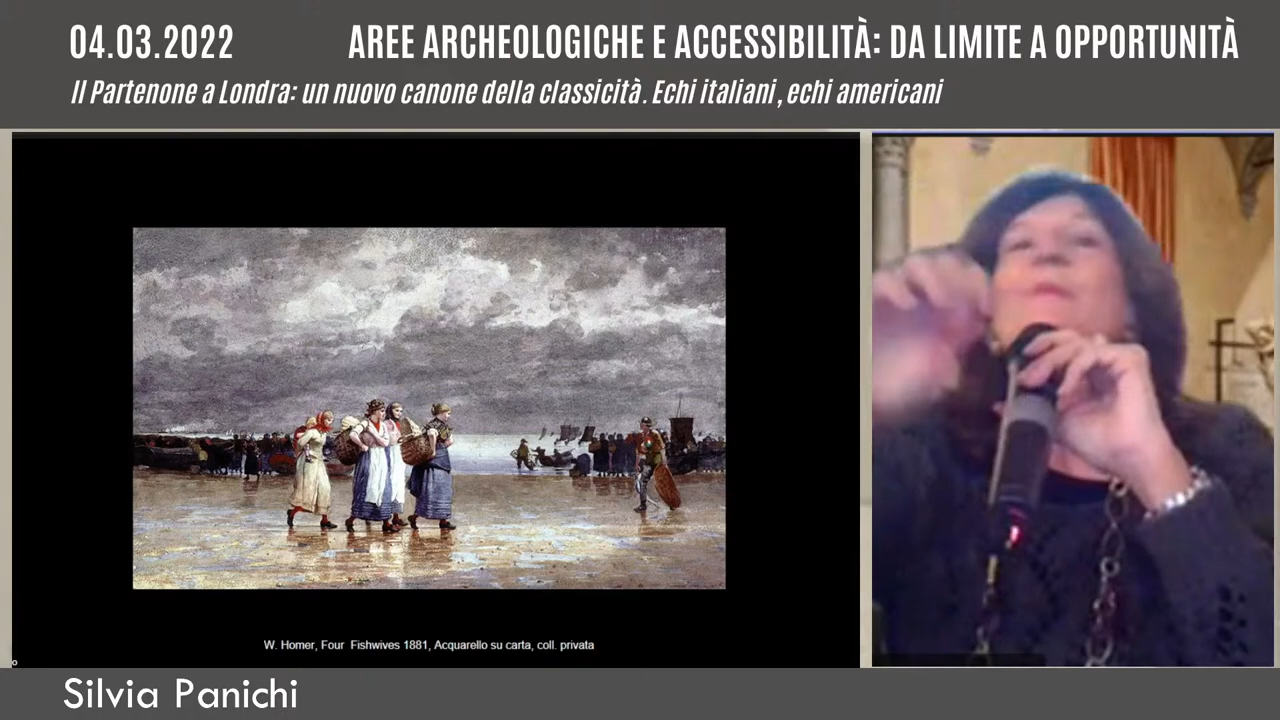 04.03.2022
AREE ARCHEOLOGICHE E ACCESSIBILITÀ: DA LIMITE A OPPORTUNITÀ
Il Partenone a Londra: un nuovo canone della classicità. Echi italiani, echi americani
W. Homer, Four Fishwives 1881, Acquarello su carta, coll. privata
o
Silvia Panichi